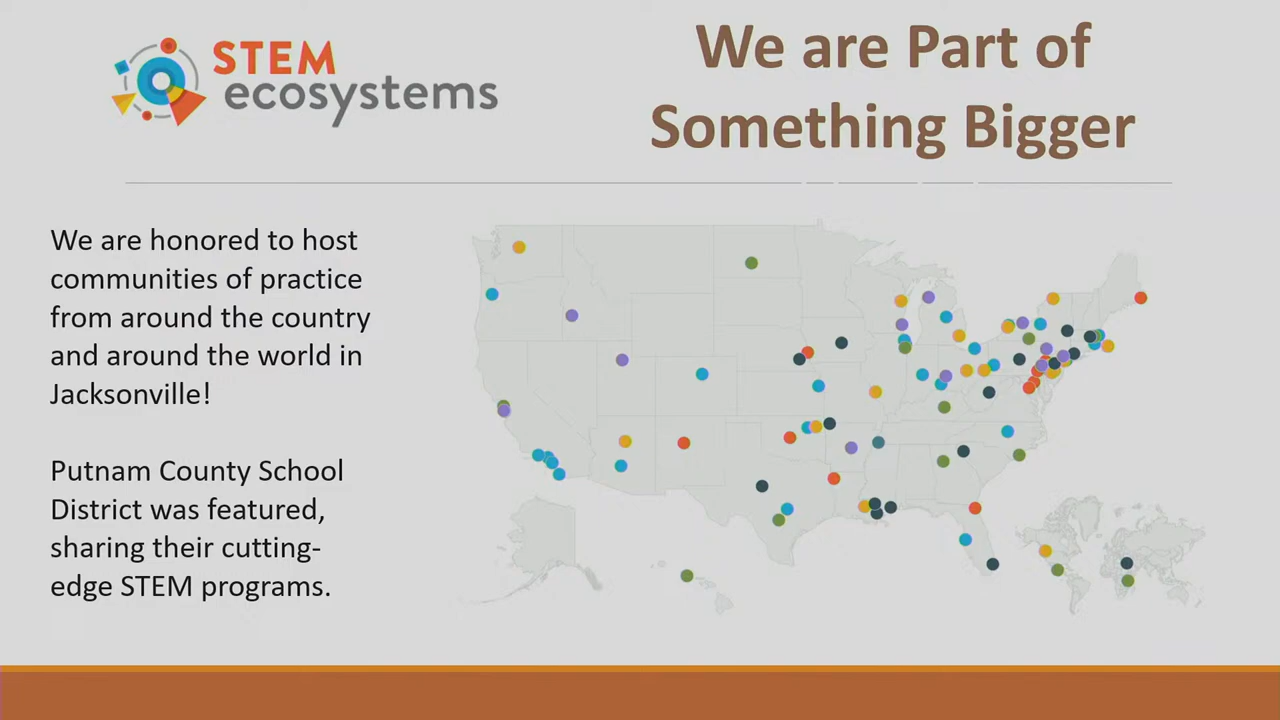 STEM
ecosystems
We are Part of
Something Bigger
We are honored to host
communities of practice
from around the country
and around the world in
Jacksonville!
Putnam County School
District was featured,
sharing their cutting-
edge STEM programs.